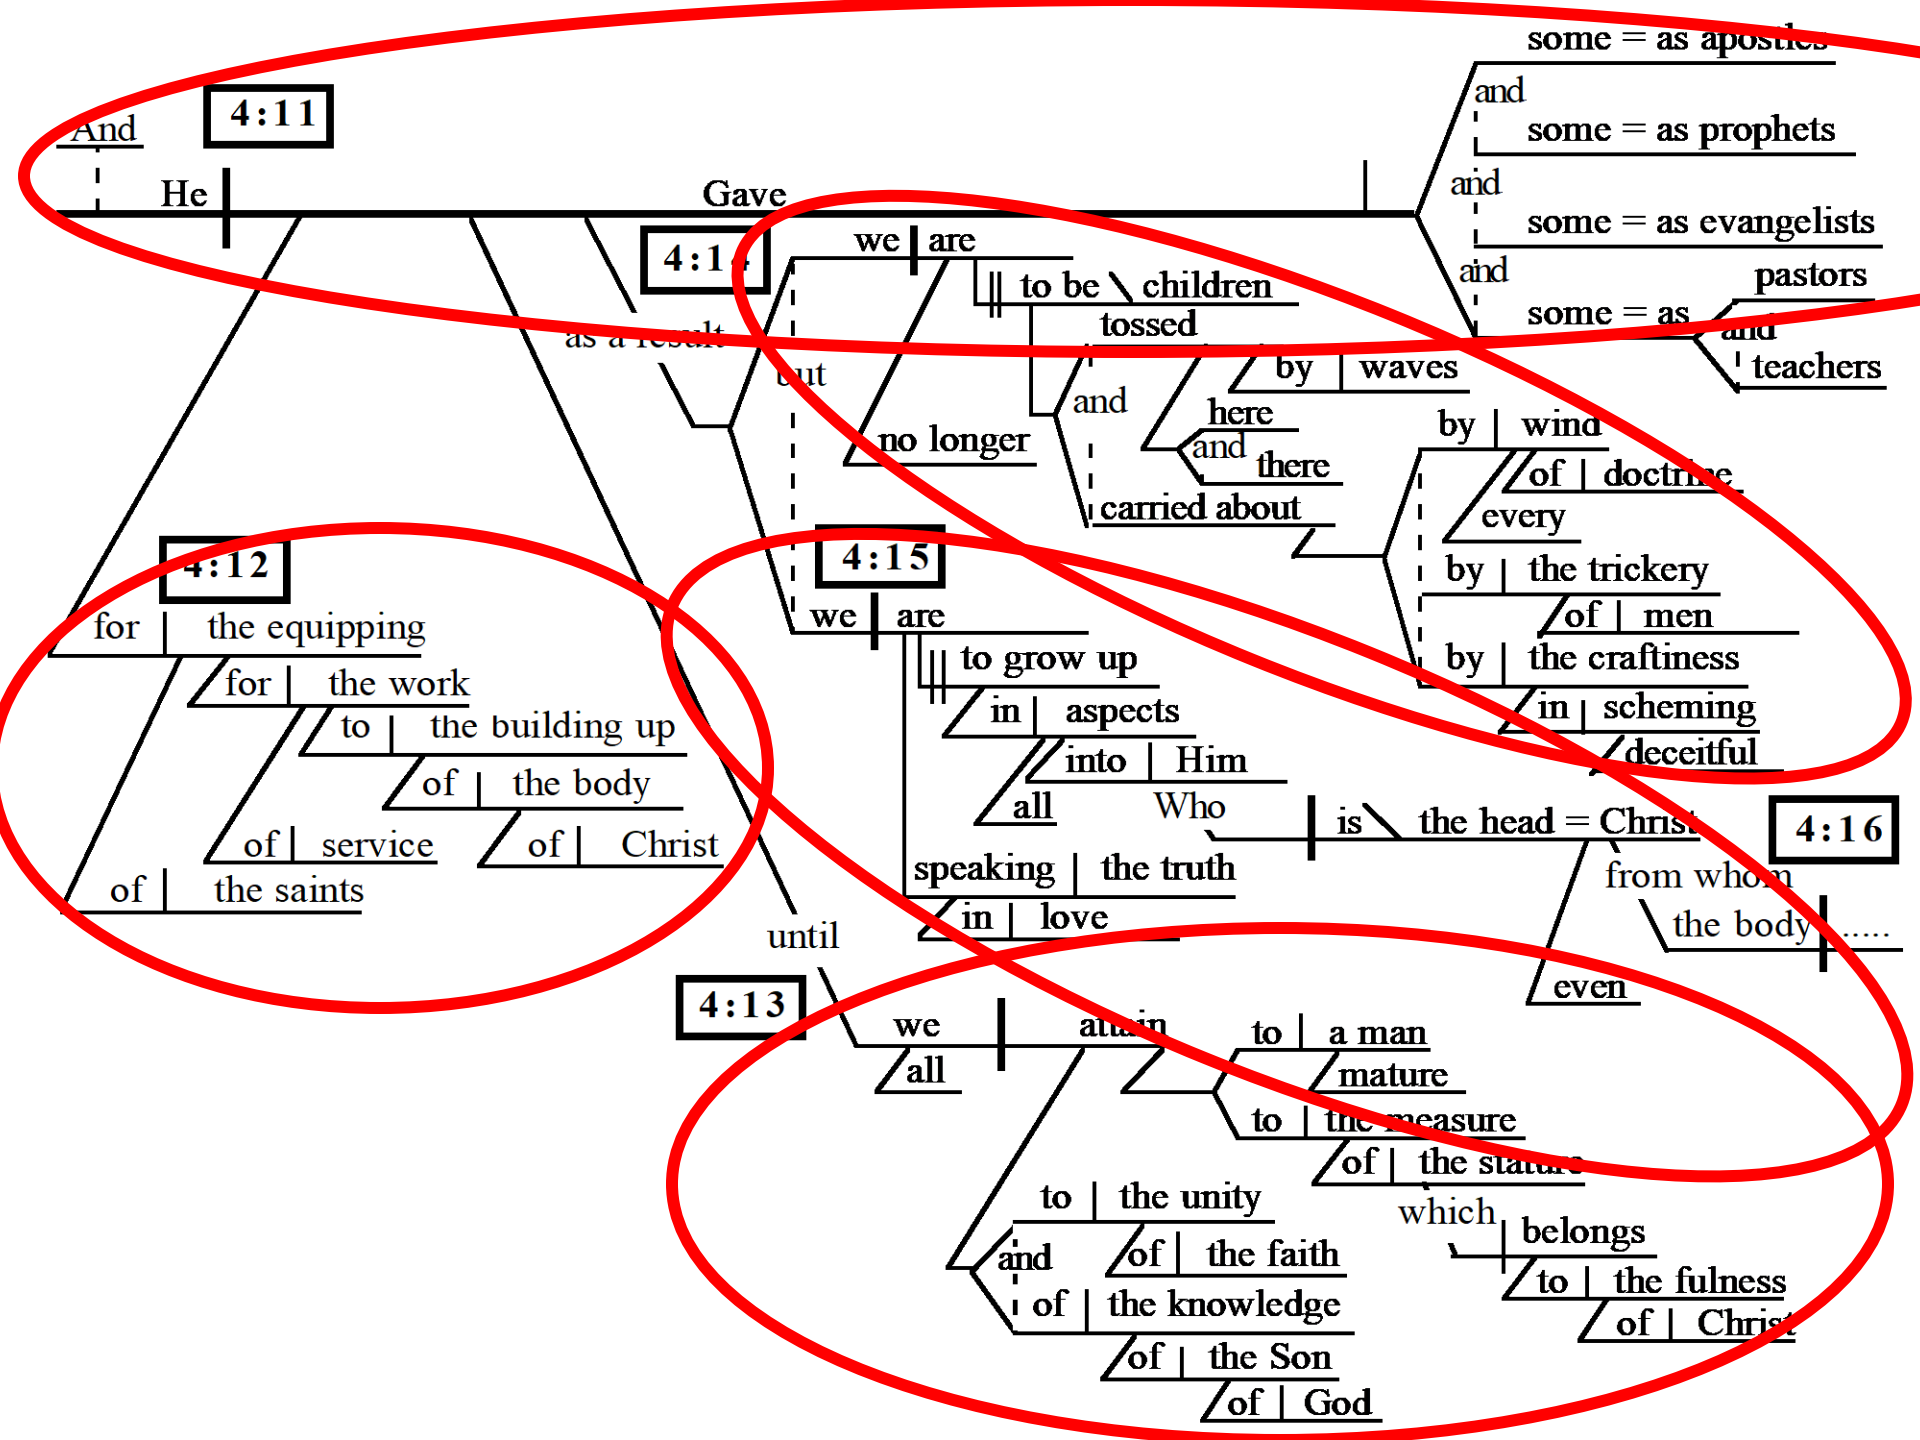 some = as apostles
and
4:11
And
some = as prophets
and
He
Gave
some = as evangelists
and
pastors
some = as
and
teachers
4:14
we are
to be children
tossed
as a result
but
by waves
and
here
and
there
no longer
carried about
by wind
of doctrine
every
by the trickery
of men
by the craftiness
in scheming
deceitful
4:12
for the equipping
for the work
to the building up
of the body
of Christ
of service
of the saints
4:15
we are
to grow up
in aspects
into Him
all
Who
is the head = Christ
4:16
speaking the truth
in love
from whom
the body .....
even
until
4:13
we attain
all
to a man
mature
to the measure
of the stature
which
belongs
to the fulness
of Christ
to the unity
and
of the faith
of the knowledge
of the Son
of God